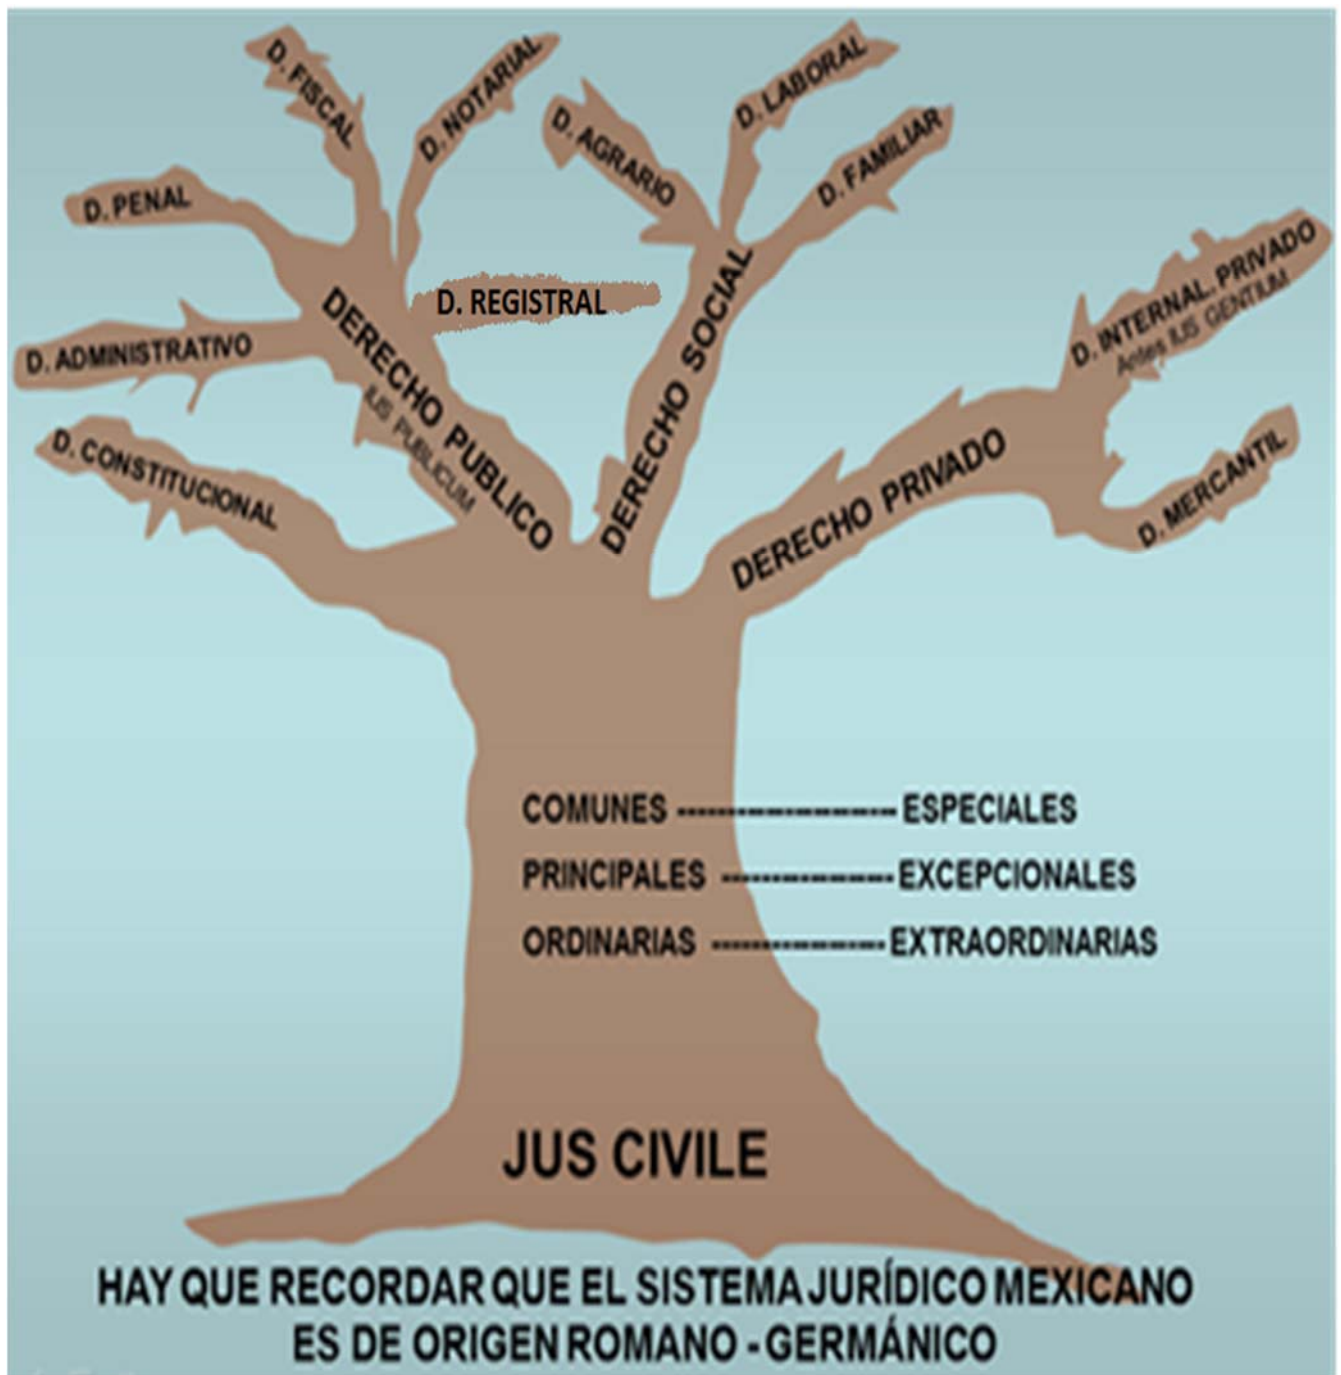 D. FISCAL
D. NOTARIAL
D. PENAL
D. REGISTRAL
D. ADMINISTRATIVO
D. CONSTITUCIONAL
DERECHO PUBLICO
IUS PUBLICUM
D. AGRARIO
D. LABORAL
D. FAMILIAR
DERECHO SOCIAL
D. INTERNAL. PRIVADO
Antes IUS GENTIUM
D. MERCANTIL
DERECHO PRIVADO
COMUNES --------------------- ESPECIALES
PRINCIPALES ----------------- EXCEPCIONALES
ORDINARIAS ----------------- EXTRAORDINARIAS
JUS CIVILE
HAY QUE RECORDAR QUE EL SISTEMA JURÍDICO MEXICANO
ES DE ORIGEN ROMANO - GERMÁNICO